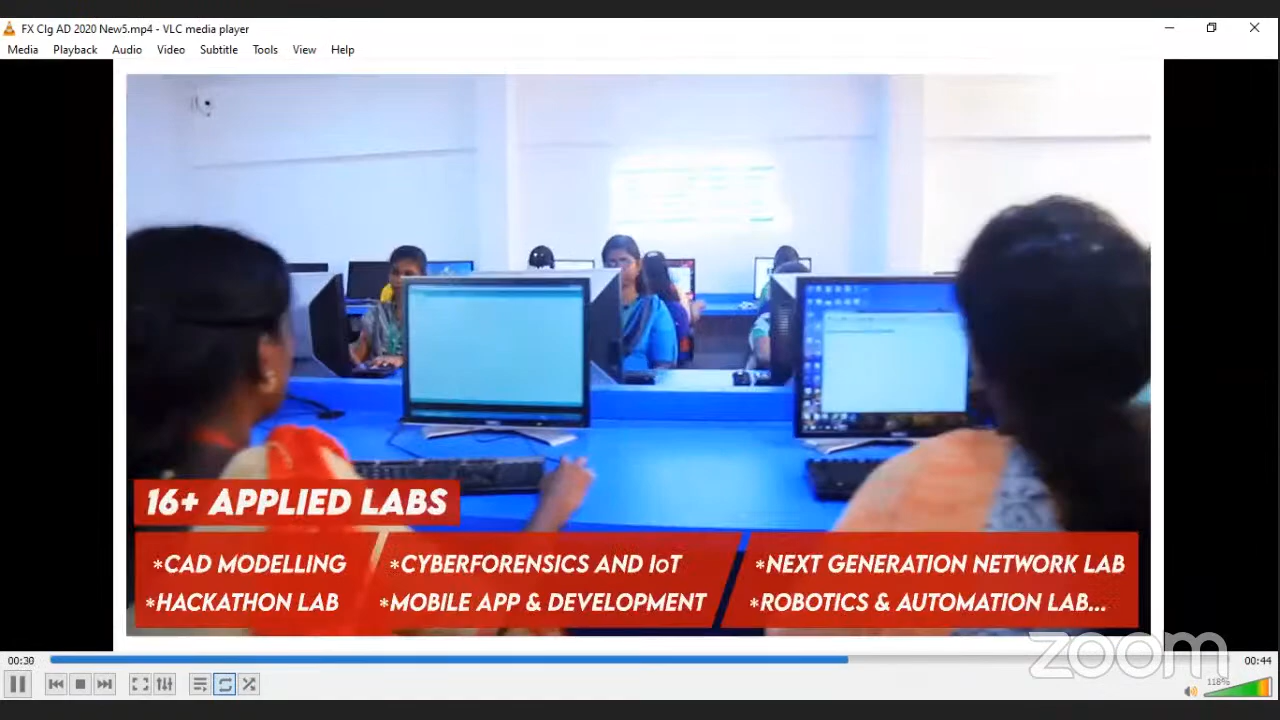 FX Clg AD 2020 New5.mp4 - VLC media player
Media Playback Audio Video Subtitle Tools View Help
16+ APPLIED LABS
*CAD MODELLING *CYBERFORENSICS AND IoT *NEXT GENERATION NETWORK LAB
*HACKATHON LAB *MOBILE APP & DEVELOPMENT *ROBOTICS & AUTOMATION LAB...
zoom
00:30 00:44
118%